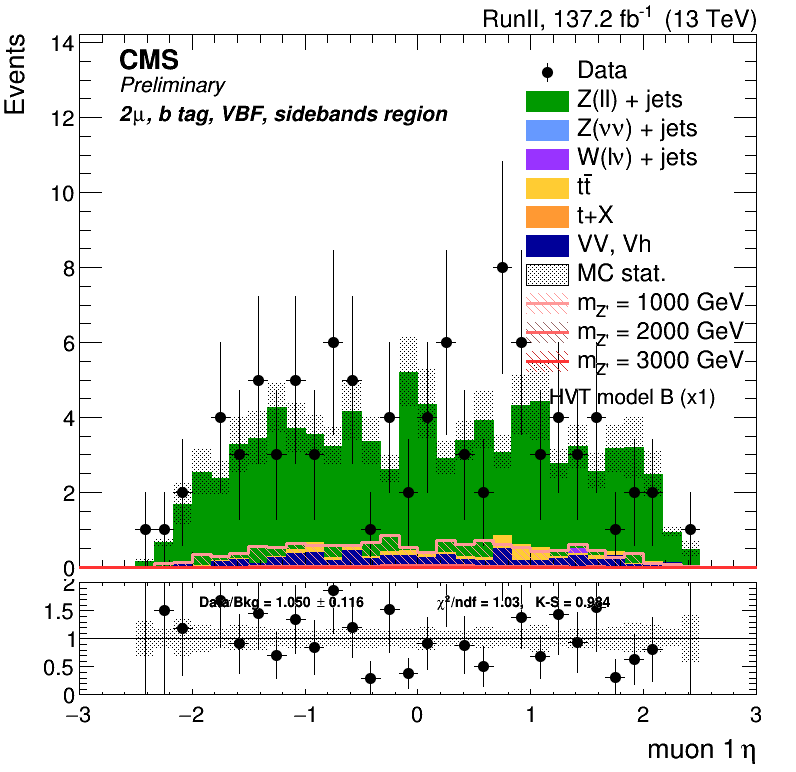 RunII, 137.2 fb⁻¹ (13 TeV)
Events
CMS
Preliminary
2μ, b tag, VBF, sidebands region
Data
Z(ll) + jets
Z(νν) + jets
W(lν) + jets
tt̄
t+X
VV, Vh
MC stat.
m_Z' = 1000 GeV
m_Z' = 2000 GeV
m_Z' = 3000 GeV
HVT model B (x1)
14
12
10
8
6
4
2
0
Data/Bkg = 1.050 ± 0.116
χ²/ndf = 1.03, K-S = 0.984
2
1.5
1
0.5
0
−3 −2 −1 0 1 2 3
muon 1 η